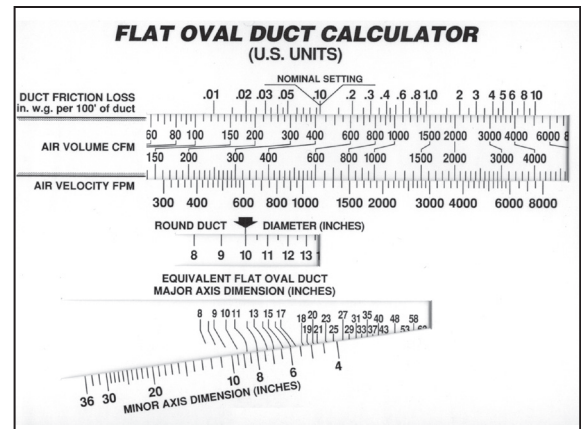 FLAT OVAL DUCT CALCULATOR
(U.S. UNITS)
NOMINAL SETTING
DUCT FRICTION LOSS
in. w.g. per 100' of duct
.01 .02 .03 .05 .10 .2 .3 .4 .6 .8 1.0 2 3 4 5 6 8 10
AIR VOLUME CFM
60 80 100 150 200 300 400 600 800 1000 1500 2000 3000 4000 6000 8
150 200 300 400 600 800 1000 1500 2000 3000 4000
AIR VELOCITY FPM
300 400 600 800 1000 1500 2000 3000 4000 6000 8000
ROUND DUCT DIAMETER (INCHES)
8 9 10 11 12 13 1
EQUIVALENT FLAT OVAL DUCT
MAJOR AXIS DIMENSION (INCHES)
8 9 10 11 13 15 17 18 20 23 27 31 35 40 48 58
19 21 25 29 33 37 43 53
36 30 20 10 8 6 4
MINOR AXIS DIMENSION (INCHES)